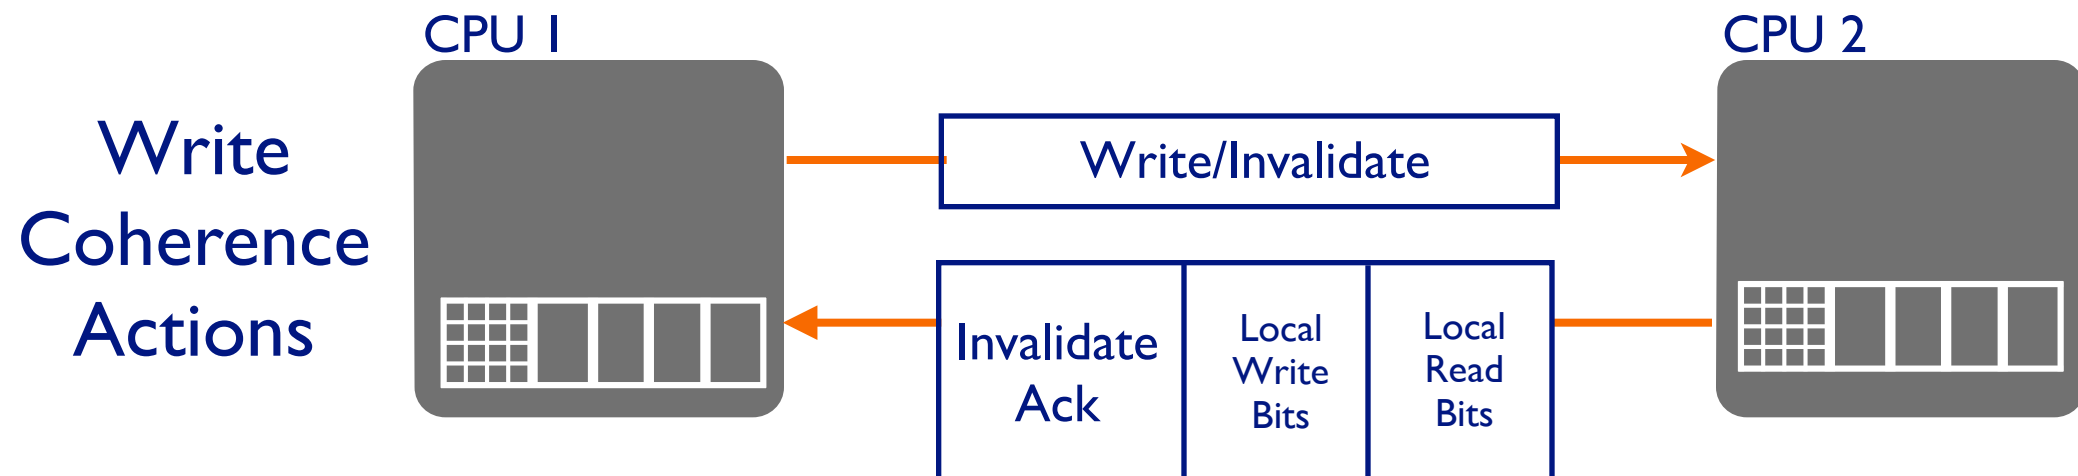 CPU 1
CPU 2
Write
Coherence
Actions
Write/Invalidate
Invalidate
Ack
Local
Write
Bits
Local
Read
Bits